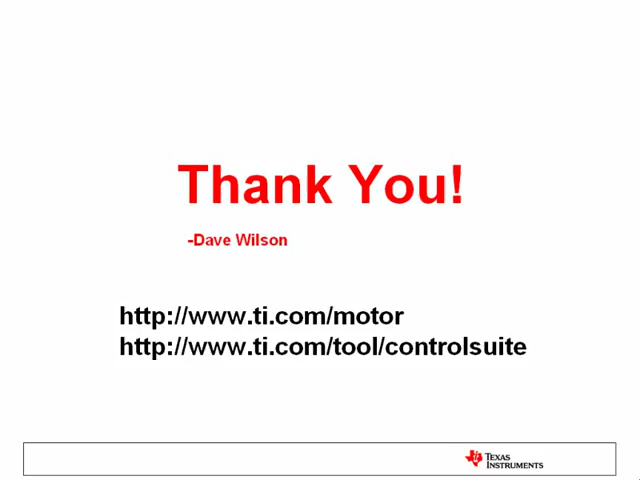 Thank You!
-Dave Wilson
http://www.ti.com/motor
http://www.ti.com/tool/controlsuite
TEXAS
INSTRUMENTS